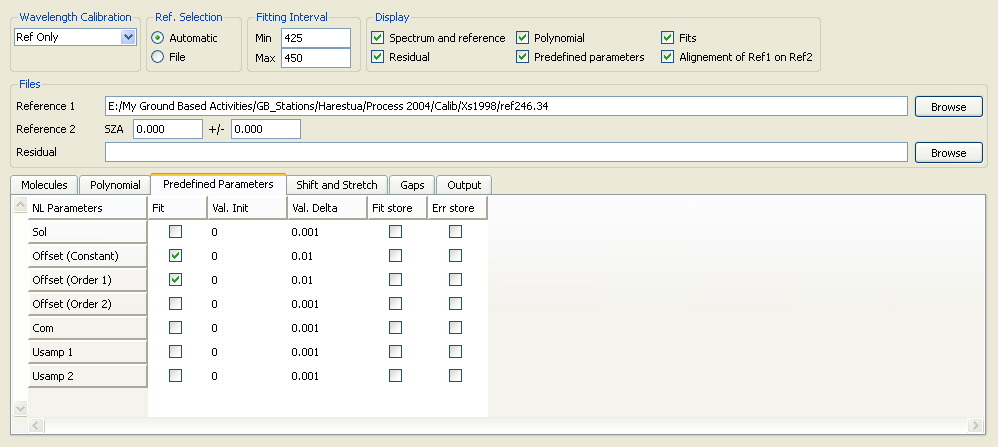 Wavelength Calibration Ref. Selection Fitting Interval Display
Ref Only Automatic Min 425 Spectrum and reference Polynomial Fits
File Max 450 Residual Predefined parameters Alignement of Ref1 on Ref2
Files
Reference 1 E:/My Ground Based Activities/GB_Stations/Harestua/Process 2004/Calib/Xs1998/ref246.34 Browse
Reference 2 SZA 0.000 +/- 0.000
Residual Browse
Molecules Polynomial Predefined Parameters Shift and Stretch Gaps Output
NL Parameters Fit Val. Init Val. Delta Fit store Err store
Sol 0 0.001
Offset (Constant) 0 0.01
Offset (Order 1) 0 0.01
Offset (Order 2) 0 0.001
Com 0 0.001
Usamp 1 0 0.001
Usamp 2 0 0.001